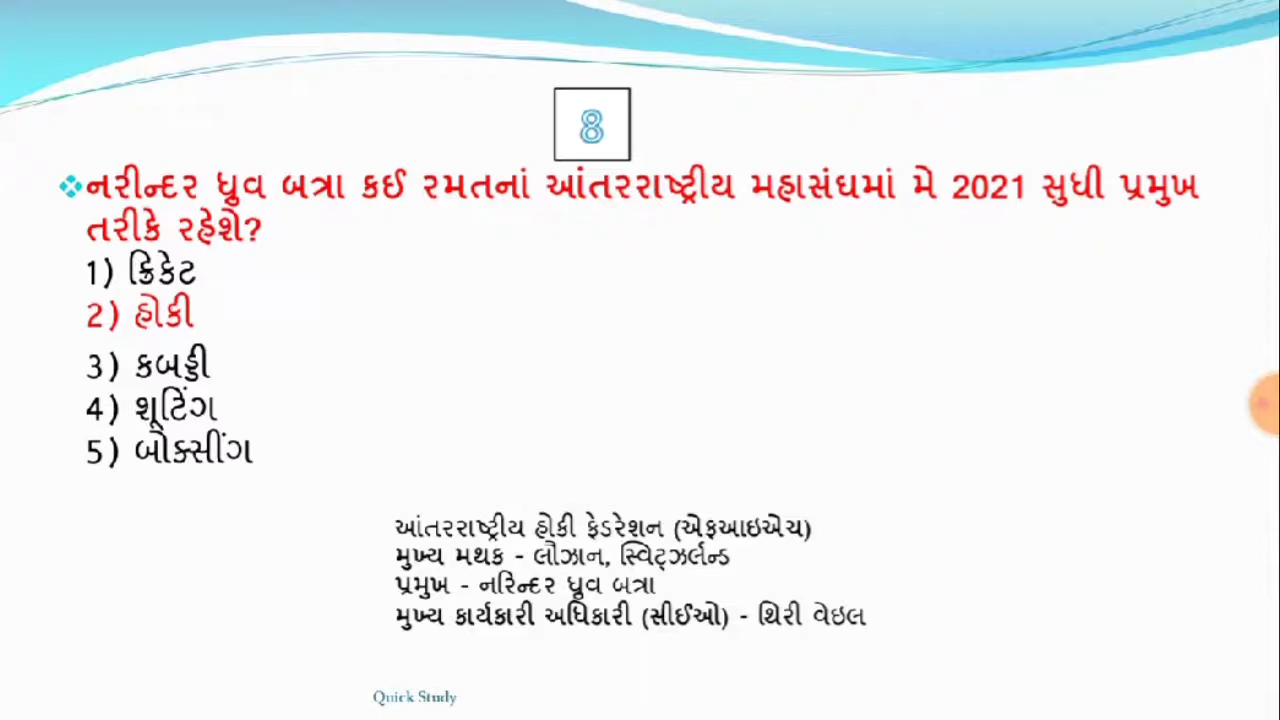 8
❖નરીન્દર ધ્રુવ બત્રા કઈ રમતનાં આંતરરાષ્ટ્રીય મહાસંઘમાં મે 2021 સુધી પ્રમુખ
તરીકે રહેશે?
1) ક્રિકેટ
2) હોકી
3) કબડ્ડી
4) શૂટિંગ
5) બોક્સીંગ
આંતરરાષ્ટ્રીય હોકી ફેડરેશન (એફઆઇએચ)
મુખ્ય મથક - લૌઝાન, સ્વિટ્ઝર્લૅન્ડ
પ્રમુખ - નરિન્દર ધ્રુવ બત્રા
મુખ્ય કાર્યકારી અધિકારી (સીઈઓ) - થિરી વેઇલ
Quick Study